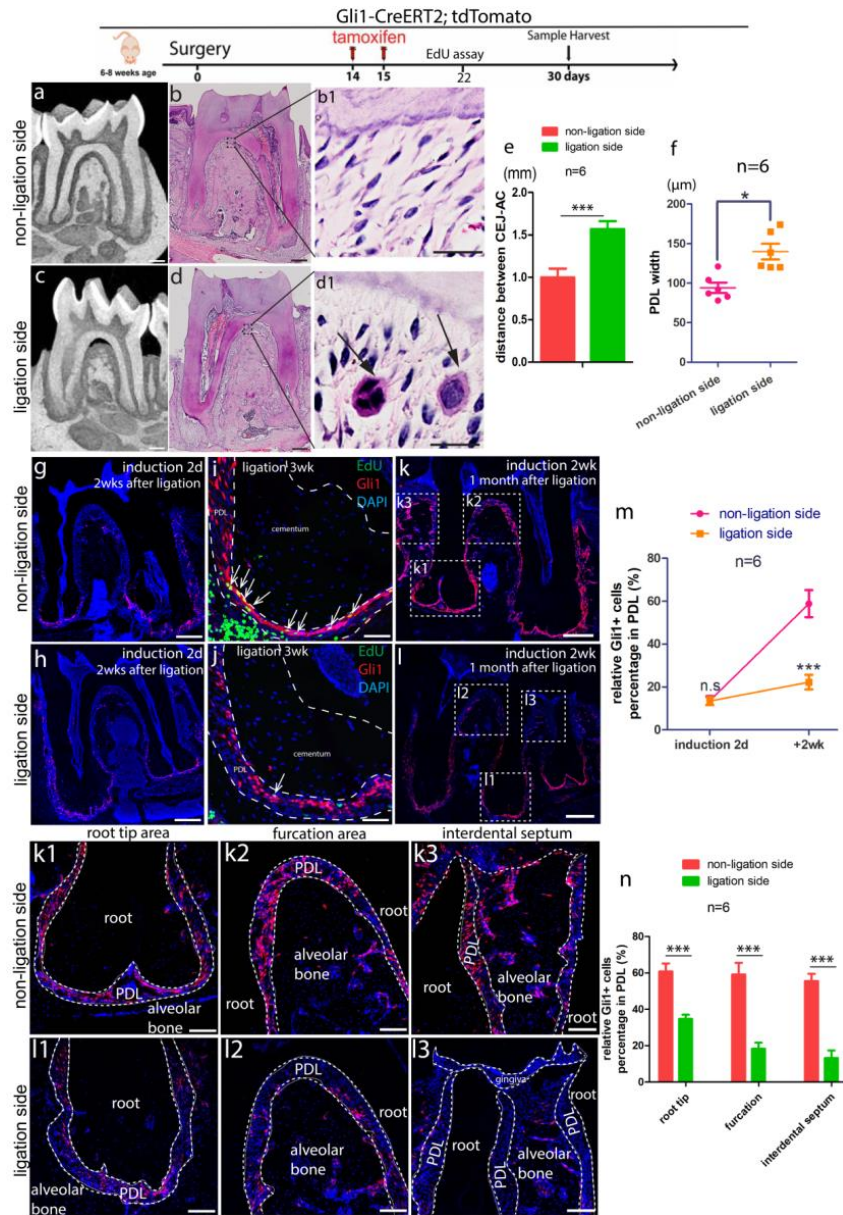 Gli1-CreERT2; tdTomato
tamoxifen
Surgery
EdU assay
Sample Harvest
6-8 weeks age
0
14
15
22
30 days
non-ligation side
a
b
b1
ligation side
c
d
d1
e
non-ligation side
ligation side
(mm)
n=6
***
distance between CEJ-AC
2.0
1.5
1.0
0.5
0.0
f
n=6
(μm)
*
PDL width
200
150
100
50
0
non-ligation side
ligation side
non-ligation side
g
induction 2d
2wks after ligation
i
ligation 3wk
EdU
Gli1
DAPI
PDL
cementum
k
induction 2wk
1 month after ligation
k3
k2
k1
ligation side
h
induction 2d
2wks after ligation
j
ligation 3wk
EdU
Gli1
DAPI
PDL
cementum
l
induction 2wk
1 month after ligation
l2
l3
l1
m
non-ligation side
ligation side
n=6
relative Gli1+ cells
percentage in PDL (%)
80
60
40
20
0
n.s
***
induction 2d
+2wk
root tip area
furcation area
interdental septum
non-ligation side
k1
root
PDL
alveolar
bone
k2
PDL
root
alveolar
bone
root
k3
root
PDL
alveolar
bone
root
ligation side
l1
root
alveolar
bone
PDL
l2
PDL
root
alveolar
bone
root
l3
gingiva
root
PDL
root
PDL
alveolar
bone
PDL
n
non-ligation side
ligation side
n=6
relative Gli1+ cells
percentage in PDL (%)
80
60
40
20
0
***
***
***
root tip
furcation
interdental septum